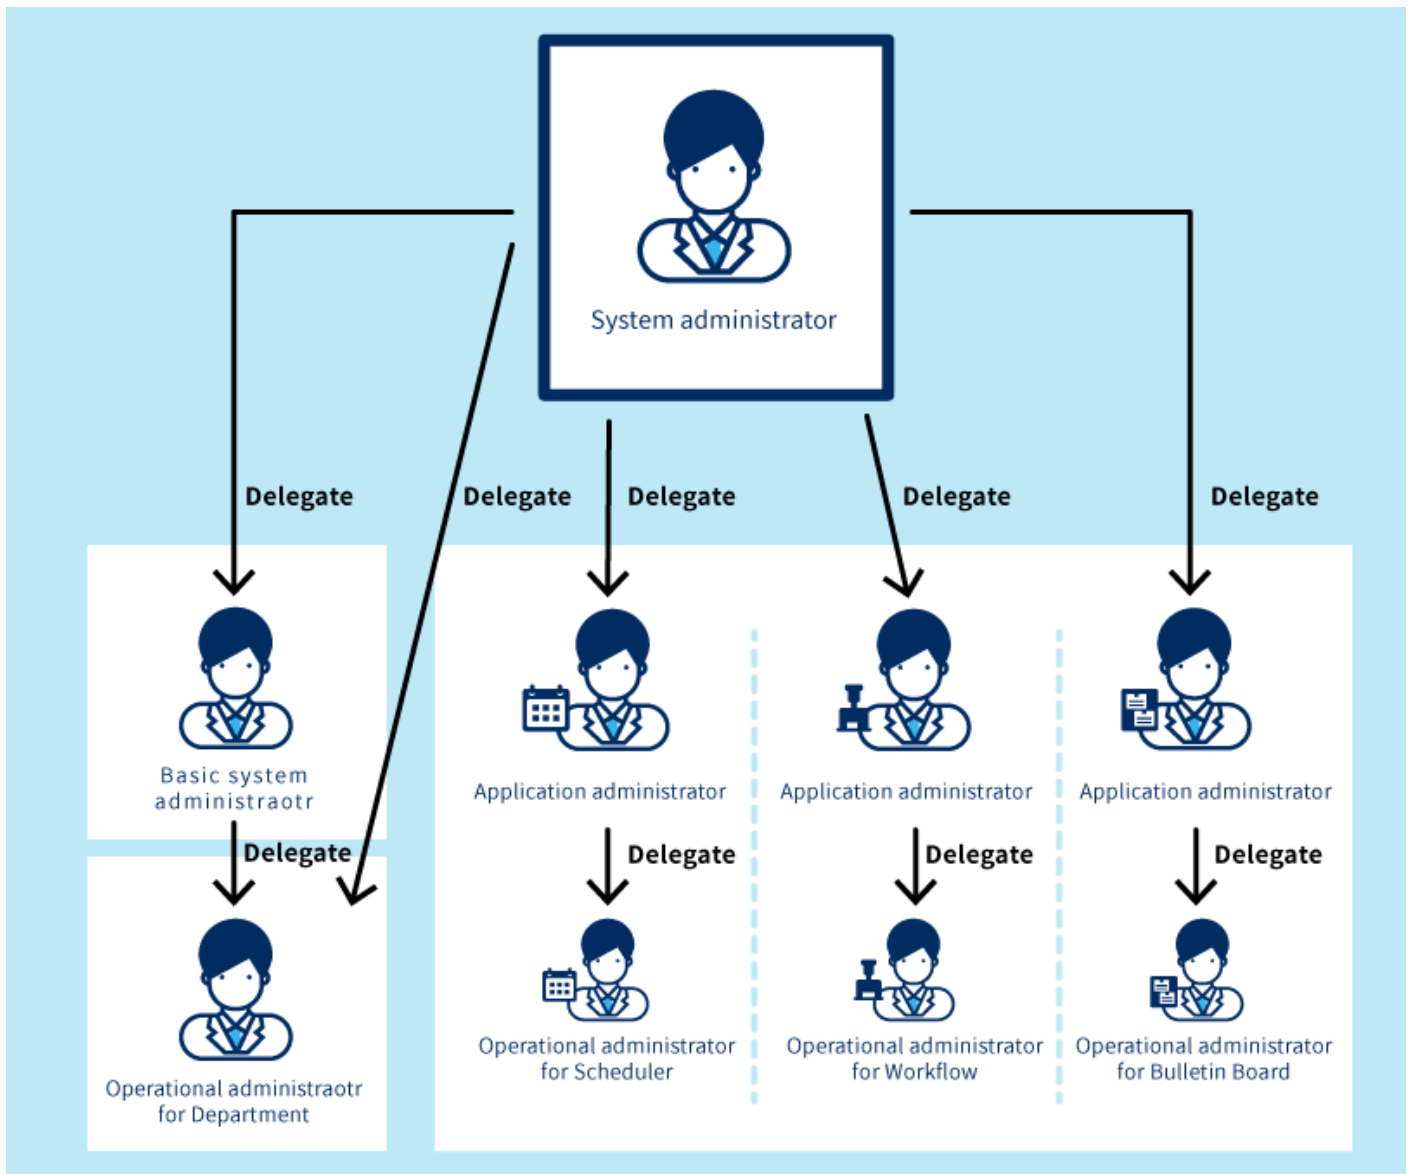 System administrator
Delegate
Delegate
Delegate
Delegate
Delegate
Basic system
administraotr
Application administrator
Application administrator
Application administrator
Delegate
Delegate
Delegate
Delegate
Operational administraotr
for Department
Operational administrator
for Scheduler
Operational administrator
for Workflow
Operational administrator
for Bulletin Board